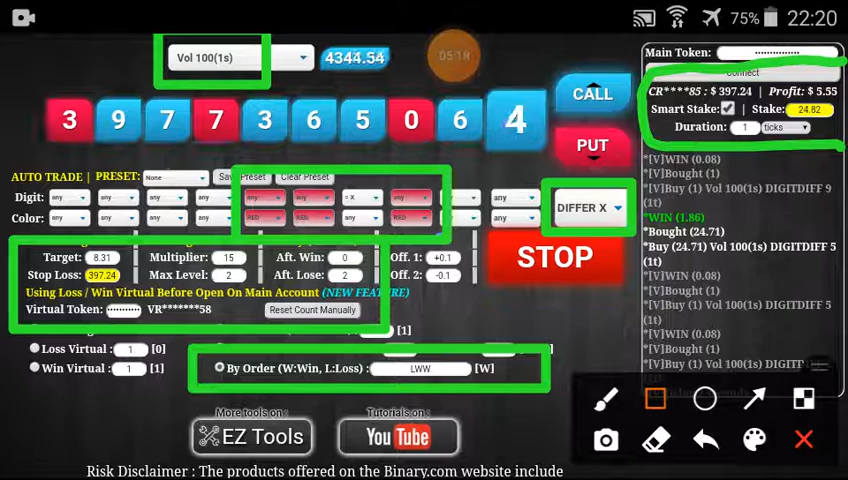 75% 22:20
Vol 100(1s) 4344.54 05:18
Main Token: ..............
Connect
CR****85 : $ 397.24 | Profit: $ 5.55
Smart Stake: | Stake: 24.82
Duration: 1 ticks
3 9 7 7 3 6 5 0 6 4
CALL
PUT
AUTO TRADE | PRESET: None Save Preset Clear Preset
Digit: any any any any = X any any any
Color: any any RED RED any RED any any
DIFFER X
STOP
Target: 8.31 Multiplier: 15 Aft. Win: 0 Off. 1: +0.1
Stop Loss: 397.24 Max Level: 2 Aft. Lose: 2 Off. 2: -0.1
Using Loss / Win Virtual Before Open On Main Account (NEW FEATURE)
Virtual Token: ........... VR*******58 Reset Count Manually
[1]
Loss Virtual : 1 [0]
Win Virtual : 1 [1]
By Order (W:Win, L:Loss) : LWW [W]
More tools on :
EZ Tools
Tutorials on :
YouTube
Risk Disclaimer : The products offered on the Binary.com website include
*[V]WIN (0.08)
*[V]Bought (1)
*[V]Buy (1) Vol 100(1s) DIGITDIFF 9
(1t)
*WIN (1.86)
*Bought (24.71)
*Buy (24.71) Vol 100(1s) DIGITDIFF 5
(1t)
*[V]WIN (0.08)
*[V]Bought (1)
*[V]Buy (1) Vol 100(1s) DIGITDIFF 5
(1t)
*[V]WIN (0.08)
*[V]Bought (1)
*[V]Buy (1) Vol 100(1s)